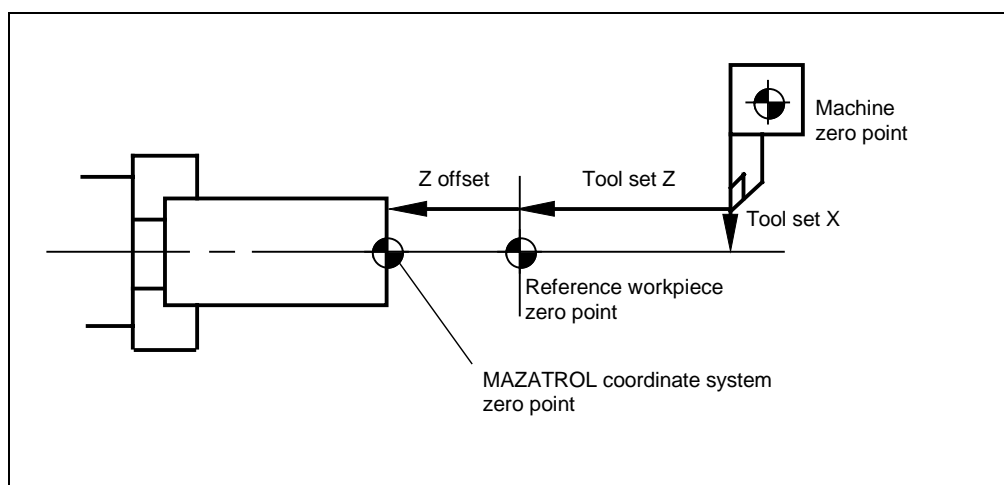 Machine
zero point
Z offset
Tool set Z
Tool set X
Reference workpiece
zero point
MAZATROL coordinate system
zero point